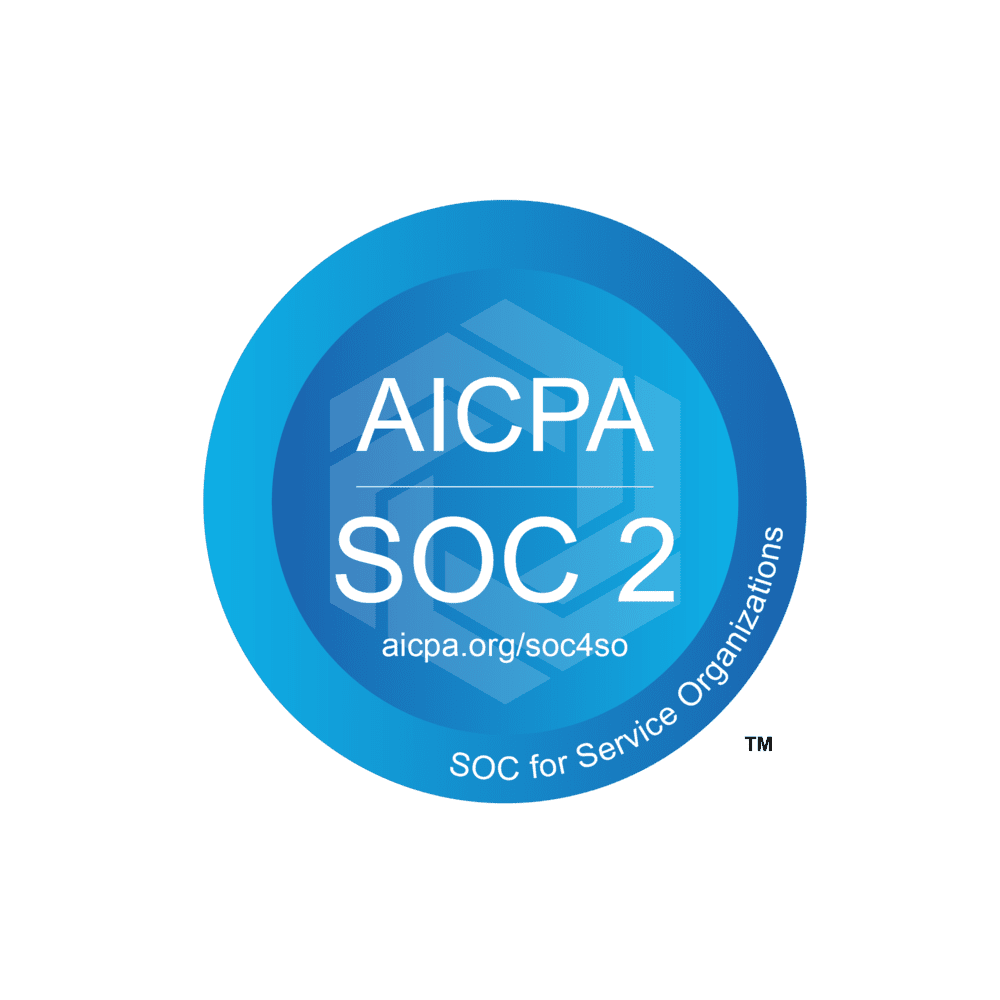 AICPA
SOC 2
aicpa.org/soc4so
SOC for Service Organizations
TM